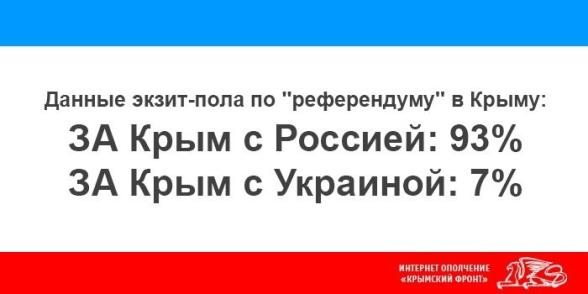 Данные экзит-пола по "референдуму" в Крыму:
ЗА Крым с Россией: 93%
ЗА Крым с Украиной: 7%
ИНТЕРНЕТ ОПОЛЧЕНИЕ
«КРЫМСКИЙ ФРОНТ»